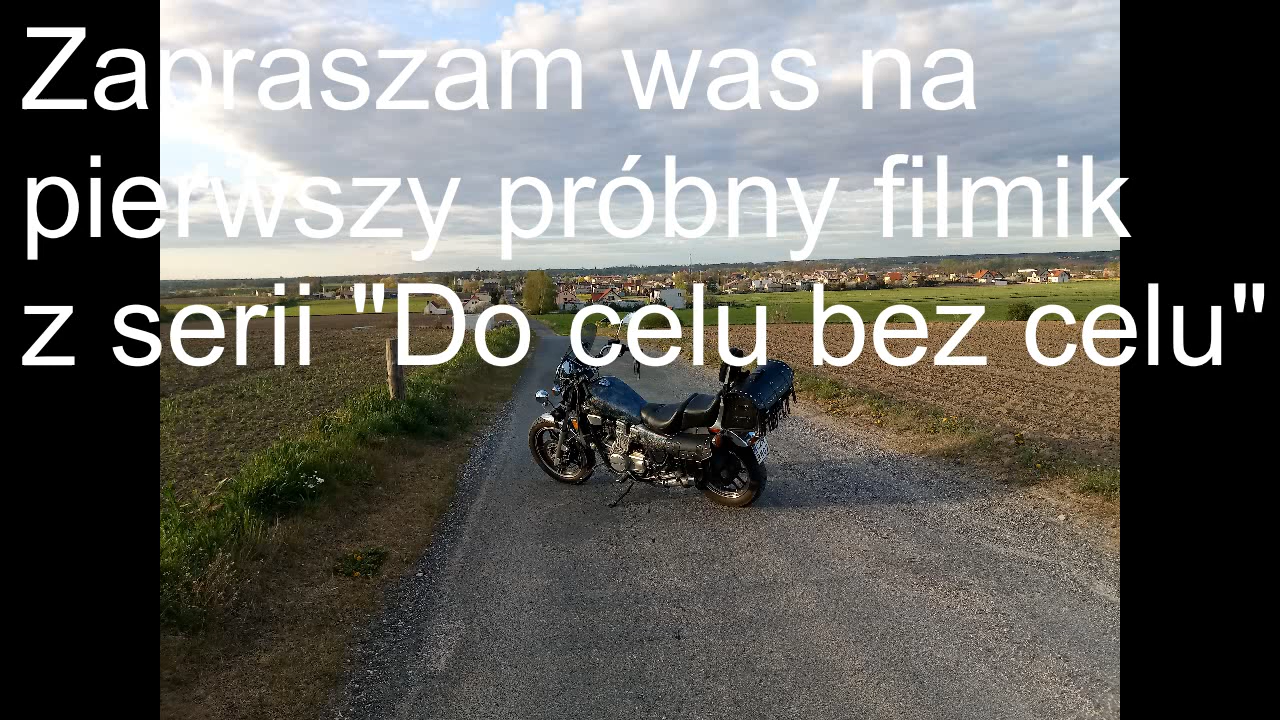 Zapraszam was na
pierwszy próbny filmik
z serii "Do celu bez celu"